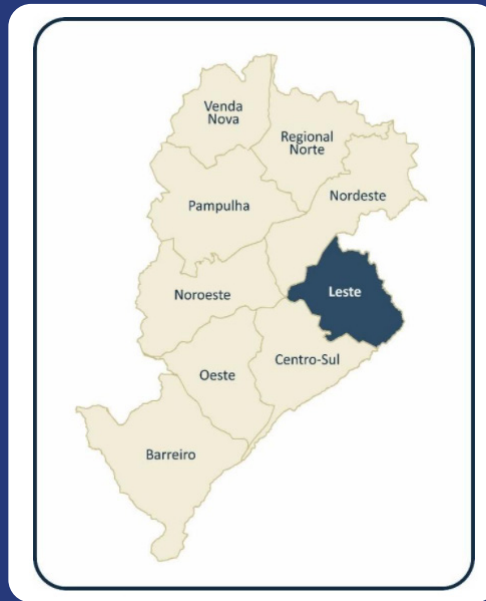 Venda
Nova
Regional
Norte
Nordeste
Pampulha
Leste
Noroeste
Centro-Sul
Oeste
Barreiro